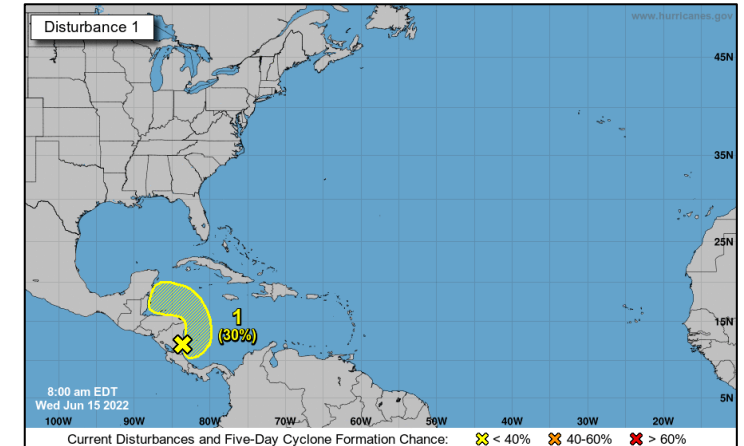 Disturbance 1
www.hurricanes.gov
45N
35N
25N
15N
5N
1
(30%)
8:00 am EDT
Wed Jun 15 2022
100W 90W 80W 70W 60W 50W 40W 30W 20W
Current Disturbances and Five-Day Cyclone Formation Chance: < 40% 40-60% > 60%